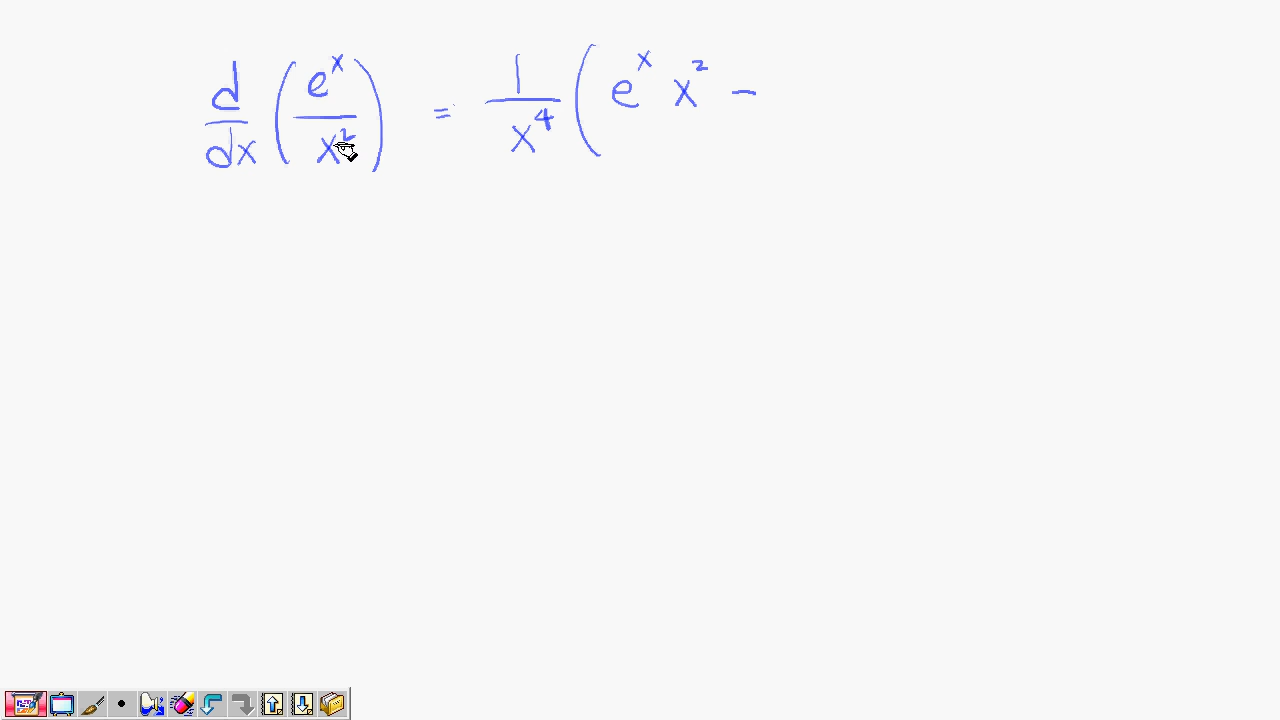 d/dx (e^x / x^2) = 1/x^4 (e^x x^2 −